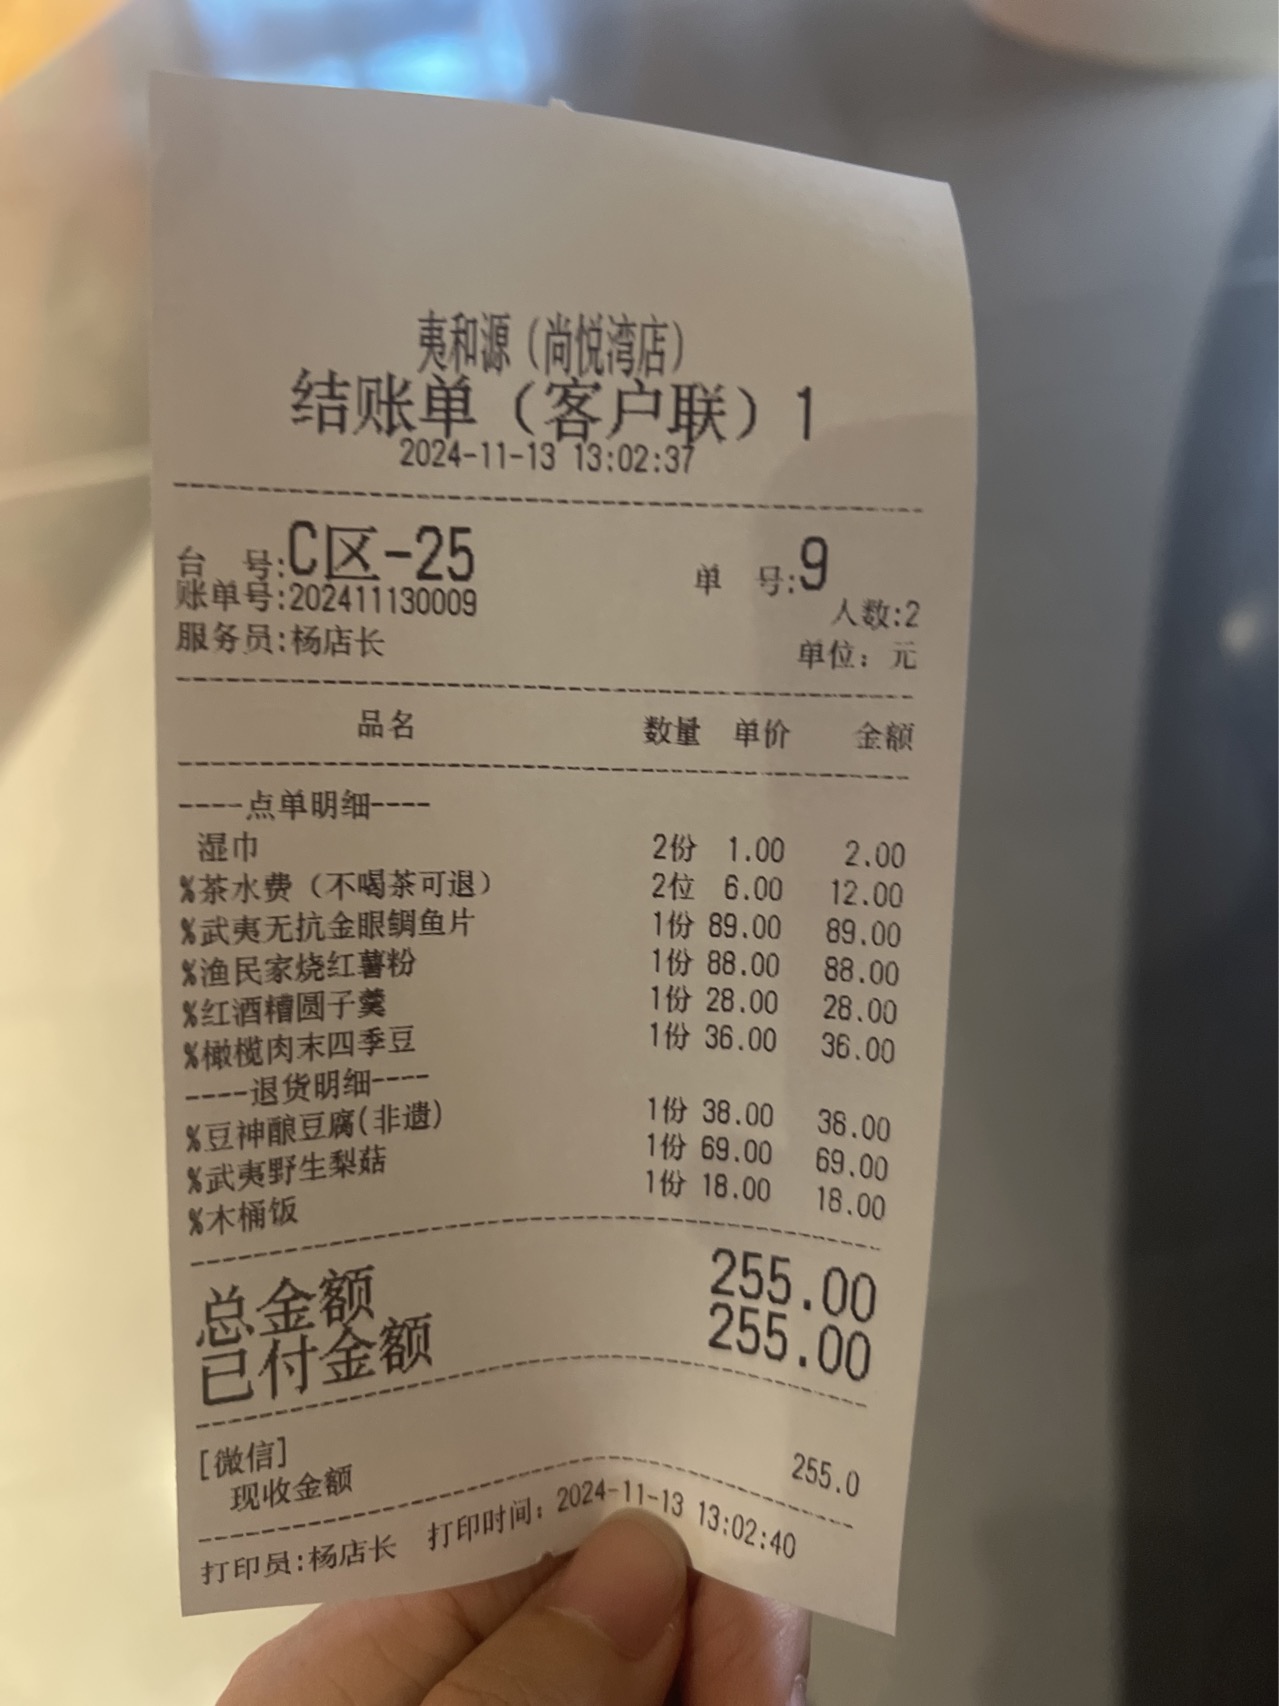 夷和源（尚悦湾店）
结账单（客户联）1
2024-11-13 13:02:37
台 号:C区-25 单 号:9
账单号:202411130009 人数:2
服务员:杨店长 单位: 元
品名 数量 单价 金额
----点单明细----
湿巾 2份 1.00 2.00
%茶水费（不喝茶可退） 2位 6.00 12.00
%武夷无抗金眼鲷鱼片 1份 89.00 89.00
%渔民家烧红薯粉 1份 88.00 88.00
%红酒糟圆子羹 1份 28.00 28.00
%橄榄肉末四季豆 1份 36.00 36.00
----退货明细----
%豆神酿豆腐(非遗) 1份 38.00 38.00
%武夷野生梨菇 1份 69.00 69.00
%木桶饭 1份 18.00 18.00
总金额 255.00
已付金额 255.00
[微信]
现收金额 255.0
打印员:杨店长 打印时间: 2024-11-13 13:02:40